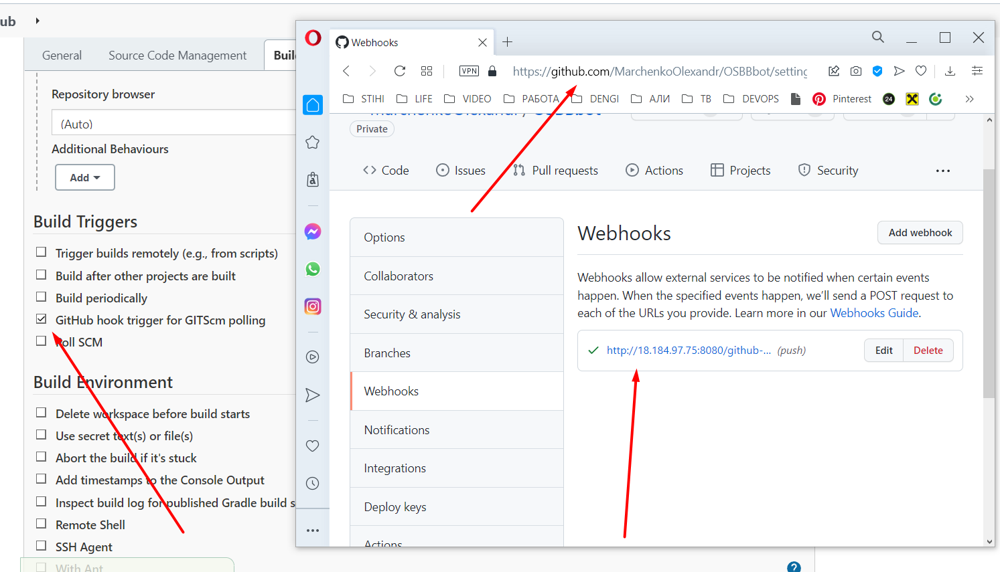 ub
General
Source Code Management
Repository browser
(Auto)
Additional Behaviours
Add
Build Triggers
Trigger builds remotely (e.g., from scripts)
Build after other projects are built
Build periodically
GitHub hook trigger for GITScm polling
Poll SCM
Build Environment
Delete workspace before build starts
Use secret text(s) or file(s)
Abort the build if it's stuck
Add timestamps to the Console Output
Inspect build log for published Gradle build s
Remote Shell
SSH Agent
With Ant
Webhooks
VPN
https://github.com/MarchenkoOlexandr/OSBBbot/setting
STIHI
LIFE
VIDEO
РАБОТА
DENGI
АЛИ
ТВ
DEVOPS
Pinterest
24
MarchenkoOlexandr / OSBBbot
Private
Code
Issues
Pull requests
Actions
Projects
Security
Options
Collaborators
Security & analysis
Branches
Webhooks
Notifications
Integrations
Deploy keys
Actions
Webhooks
Add webhook
Webhooks allow external services to be notified when certain events
happen. When the specified events happen, we’ll send a POST request to
each of the URLs you provide. Learn more in our Webhooks Guide.
http://18.184.97.75:8080/github-... (push)
Edit
Delete
?